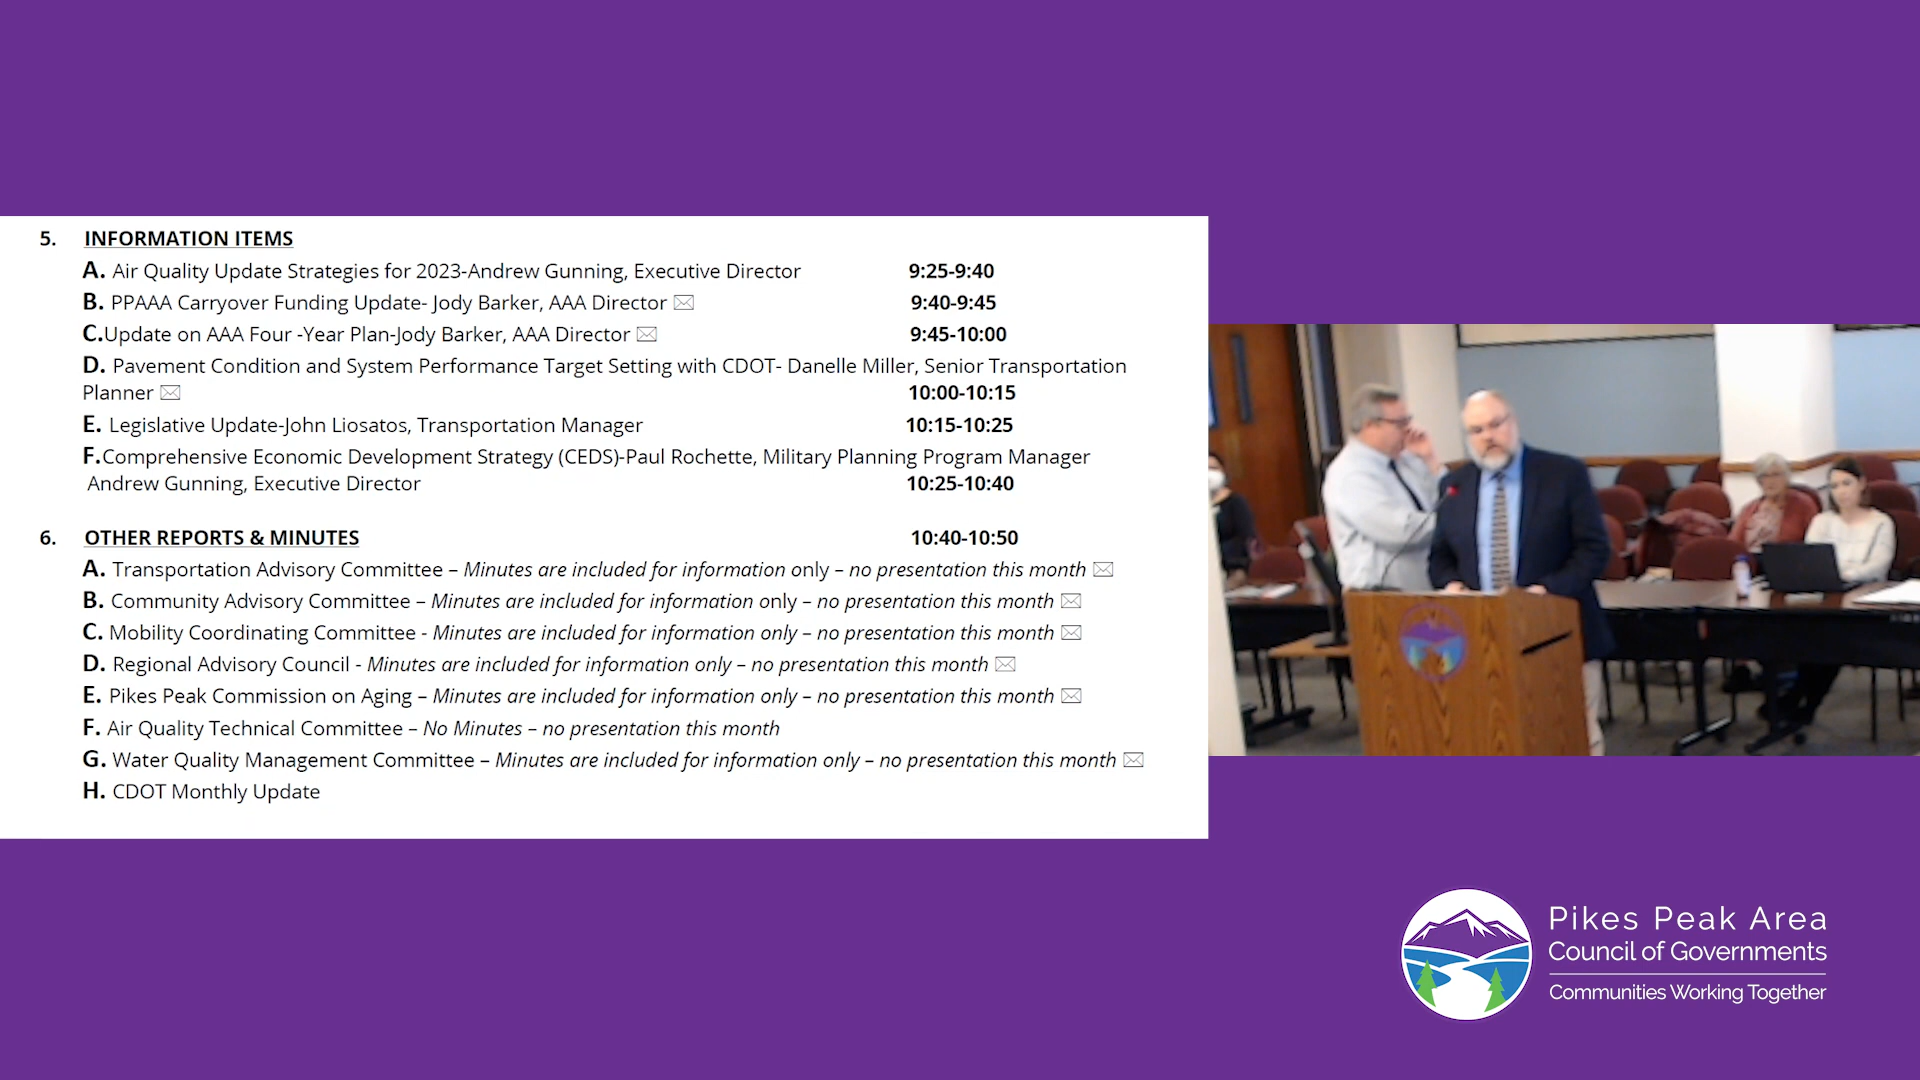 5. INFORMATION ITEMS
A. Air Quality Update Strategies for 2023-Andrew Gunning, Executive Director 9:25-9:40
B. PPAAA Carryover Funding Update- Jody Barker, AAA Director ✉ 9:40-9:45
C.Update on AAA Four -Year Plan-Jody Barker, AAA Director ✉ 9:45-10:00
D. Pavement Condition and System Performance Target Setting with CDOT- Danelle Miller, Senior Transportation
Planner ✉ 10:00-10:15
E. Legislative Update-John Liosatos, Transportation Manager 10:15-10:25
F.Comprehensive Economic Development Strategy (CEDS)-Paul Rochette, Military Planning Program Manager
Andrew Gunning, Executive Director 10:25-10:40
6. OTHER REPORTS & MINUTES 10:40-10:50
A. Transportation Advisory Committee – Minutes are included for information only – no presentation this month ✉
B. Community Advisory Committee – Minutes are included for information only – no presentation this month ✉
C. Mobility Coordinating Committee - Minutes are included for information only – no presentation this month ✉
D. Regional Advisory Council - Minutes are included for information only – no presentation this month ✉
E. Pikes Peak Commission on Aging – Minutes are included for information only – no presentation this month ✉
F. Air Quality Technical Committee – No Minutes – no presentation this month
G. Water Quality Management Committee – Minutes are included for information only – no presentation this month ✉
H. CDOT Monthly Update
Pikes Peak Area
Council of Governments
Communities Working Together